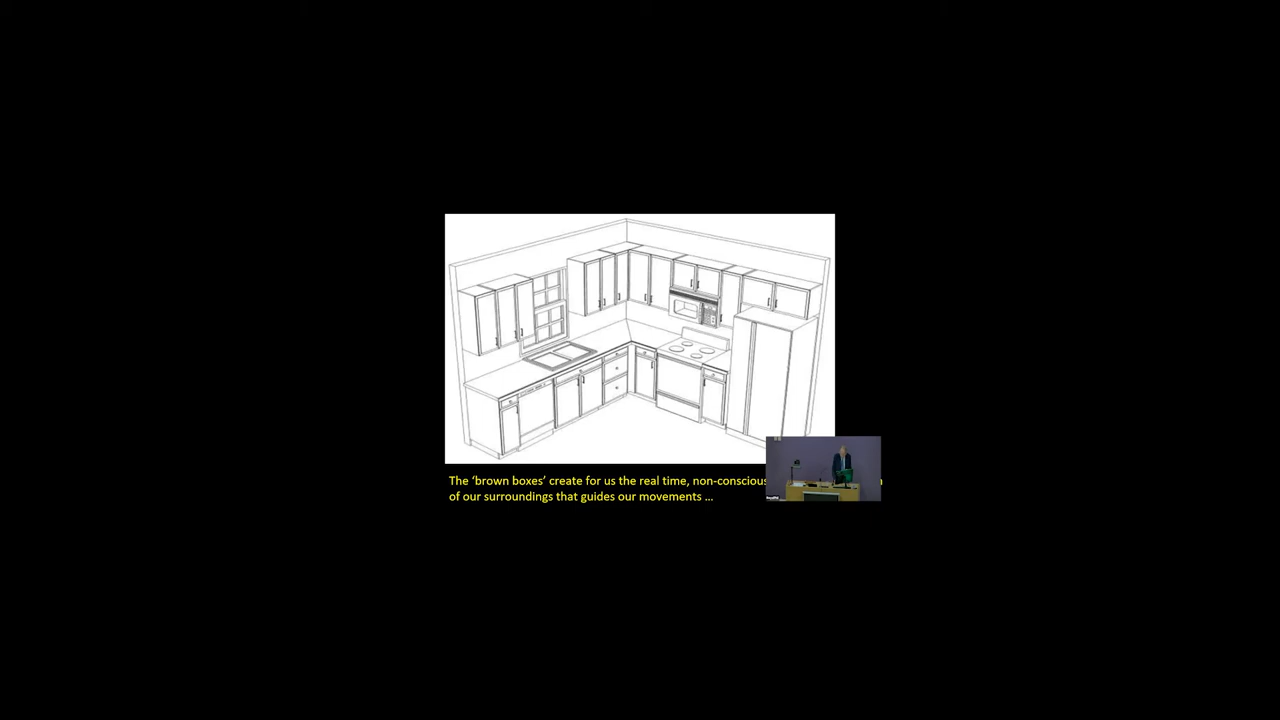 The ‘brown boxes’ create for us the real time, non-conscious
of our surroundings that guides our movements …